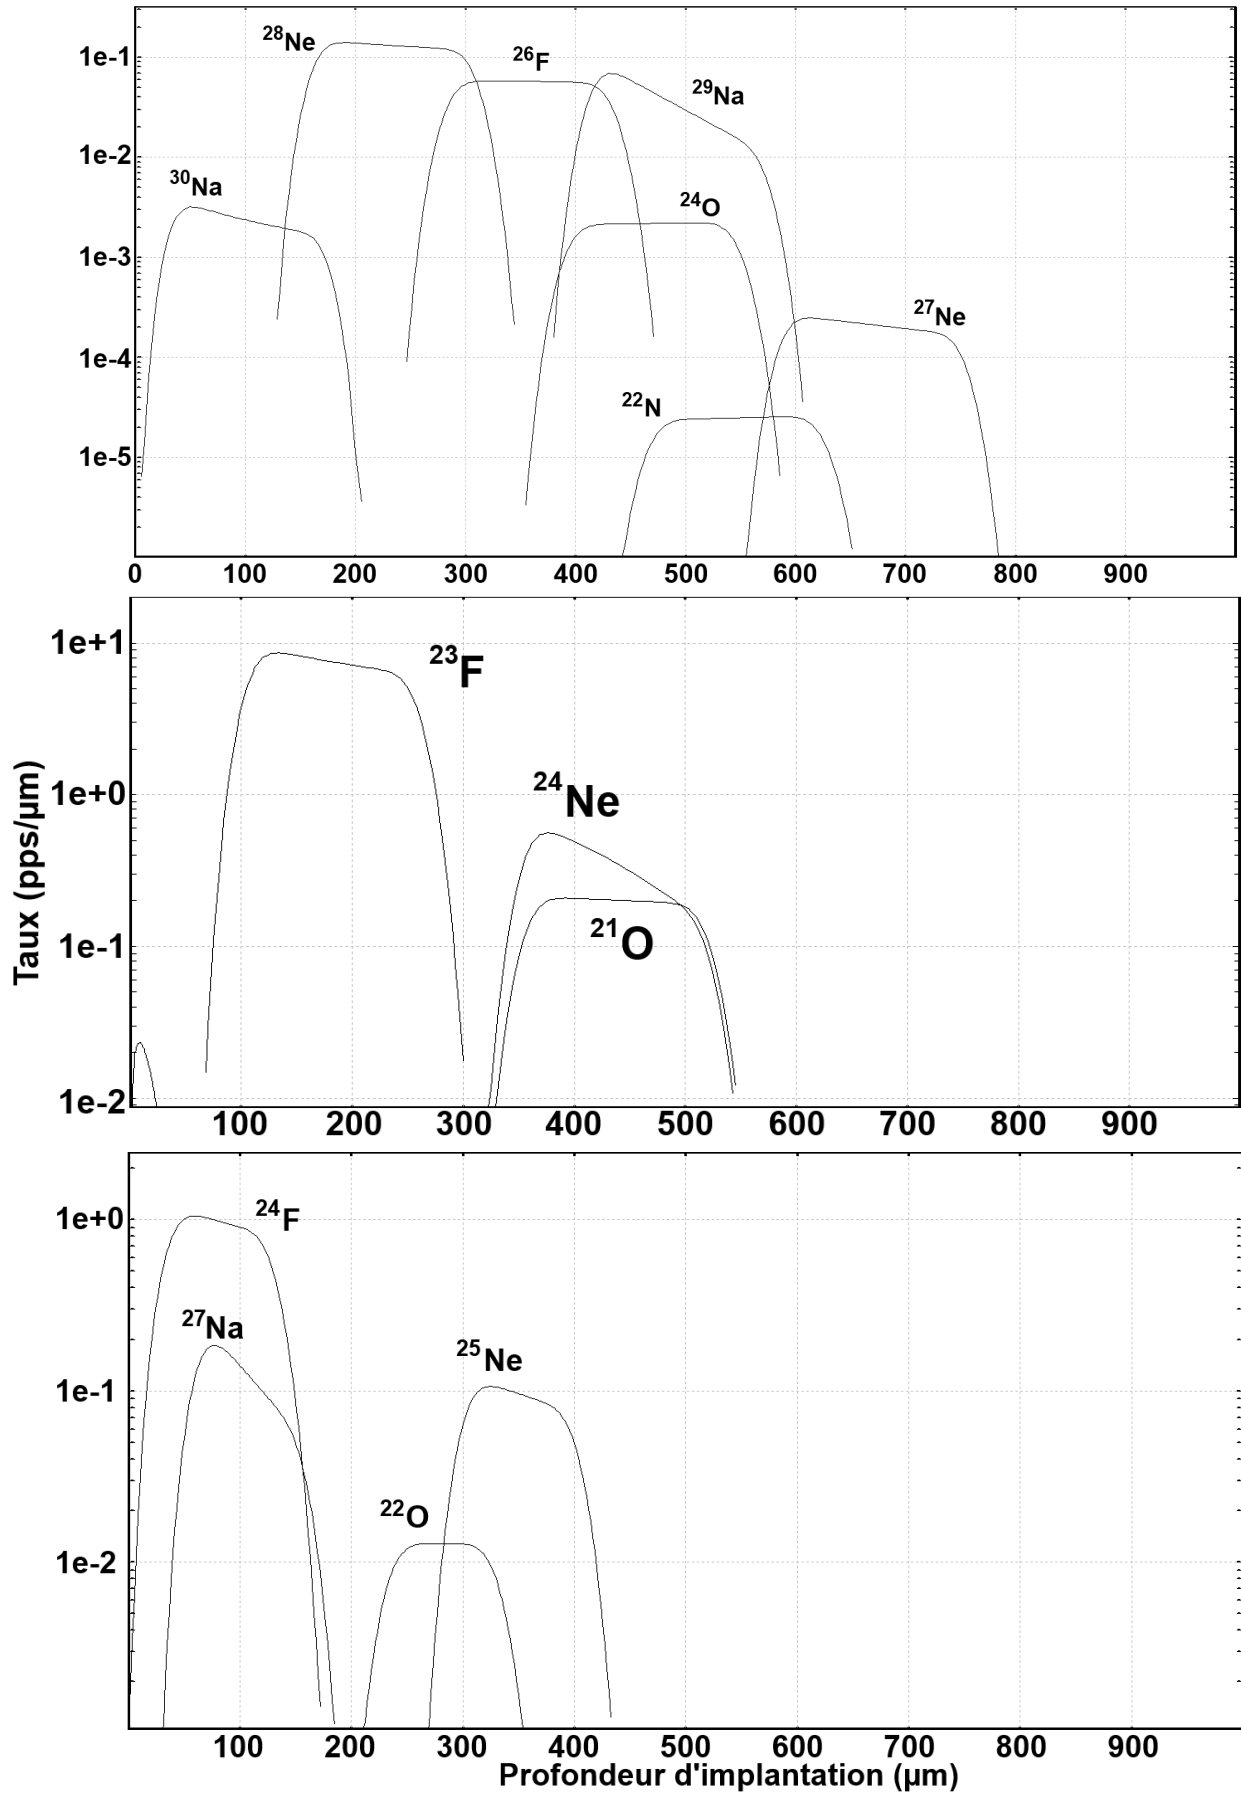 ²⁸Ne
²⁶F
²⁹Na
1e-1
1e-2
³⁰Na
²⁴O
1e-3
²⁷Ne
1e-4
²²N
1e-5
0 100 200 300 400 500 600 700 800 900
1e+1
²³F
²⁴Ne
1e+0
Taux (pps/µm)
²¹O
1e-1
1e-2
100 200 300 400 500 600 700 800 900
1e+0
²⁴F
²⁷Na
²⁵Ne
1e-1
²²O
1e-2
100 200 300 400 500 600 700 800 900
Profondeur d'implantation (µm)